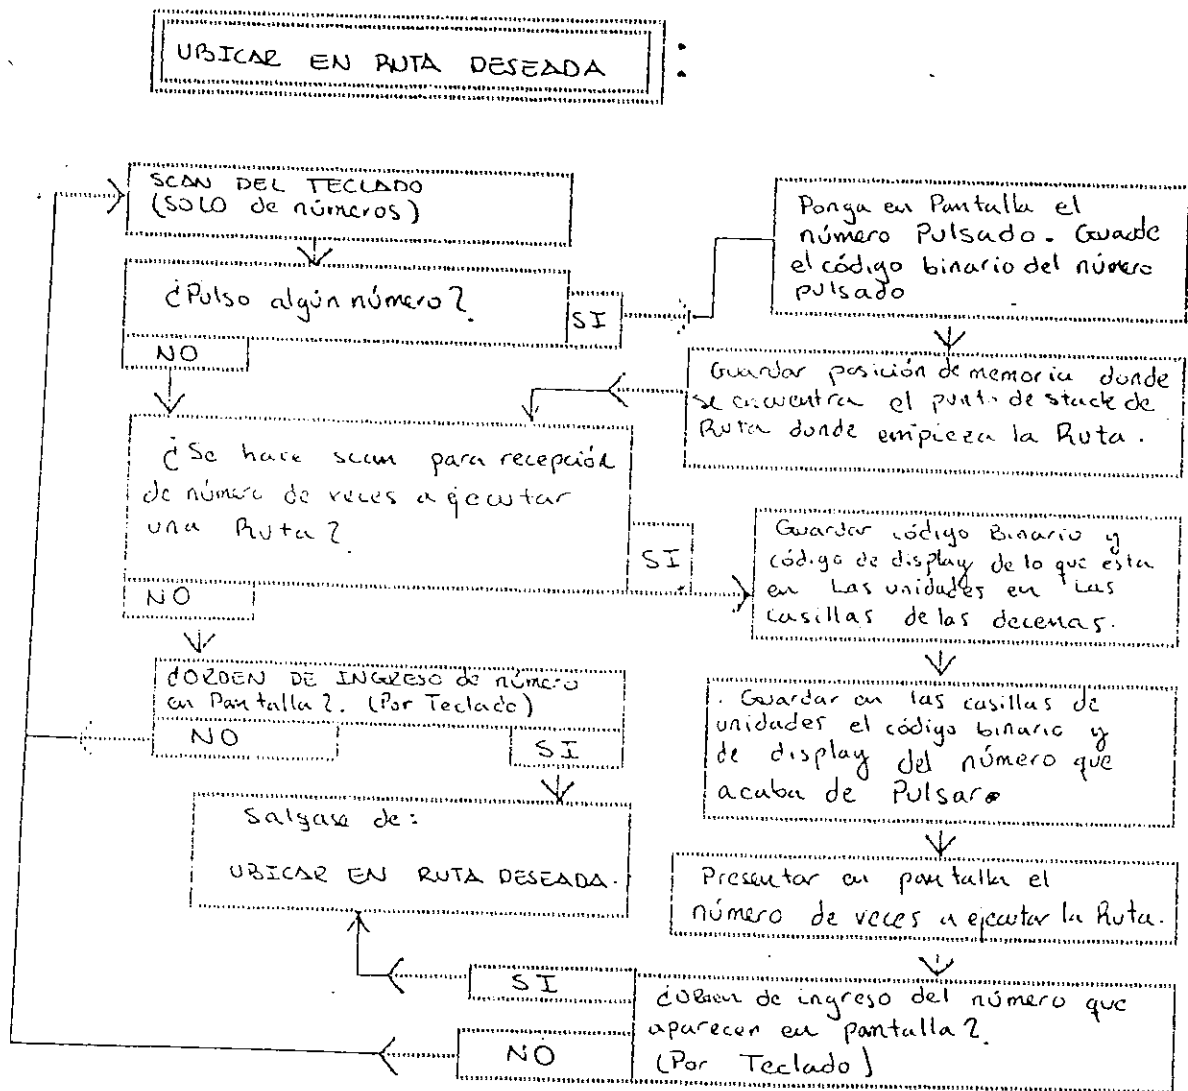 UBICAR EN RUTA DESEADA :
SCAN DEL TECLADO
(SOLO de números)
¿Pulso algún número?
SI
NO
Ponga en Pantalla el
número Pulsado. Guarde
el código binario del número
pulsado
Guardar posición de memoria donde
se encuentra el punt. de stack de
Ruta donde empieza la Ruta.
¿Se hace scan para recepción
de número de veces a ejecutar
una Ruta?
SI
NO
Guardar código Binario y
código de display de lo que esta
en Las unidades en Las
casillas de las decenas.
¿ORDEN DE INGRESO de número
en Pantalla?. (Por Teclado)
NO
SI
. Guardar en las casillas de
unidades el código binario y
de display del número que
acaba de Pulsar.
Salgase de:
UBICAR EN RUTA DESEADA.
Presentar en pantalla el
número de veces a ejecutar la Ruta.
SI
NO
¿Orden de ingreso del número que
aparecer en pantalla?
(Por Teclado)